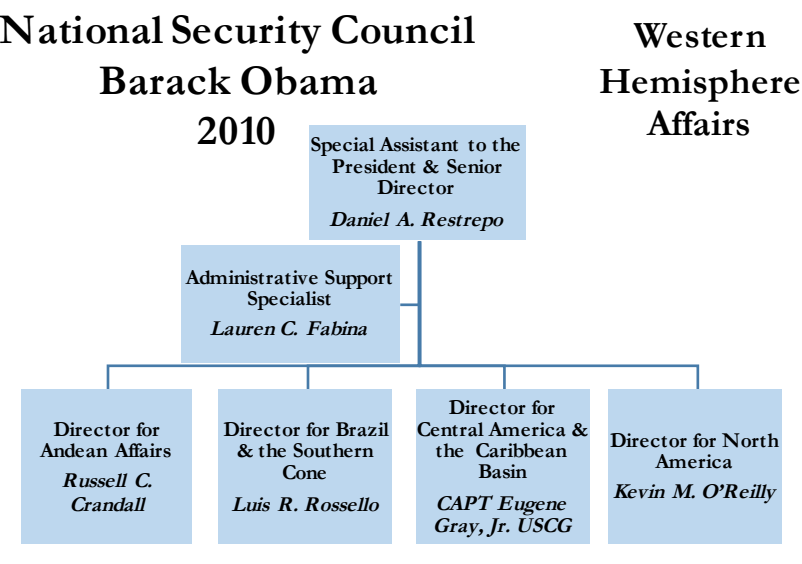 National Security Council
Barack Obama
2010
Western
Hemisphere
Affairs
Special Assistant to the
President & Senior
Director
Daniel A. Restrepo
Administrative Support
Specialist
Lauren C. Fabina
Director for
Andean Affairs
Russell C.
Crandall
Director for Brazil
& the Southern
Cone
Luis R. Rossello
Director for
Central America &
the Caribbean
Basin
CAPT Eugene
Gray, Jr. USCG
Director for North
America
Kevin M. O’Reilly